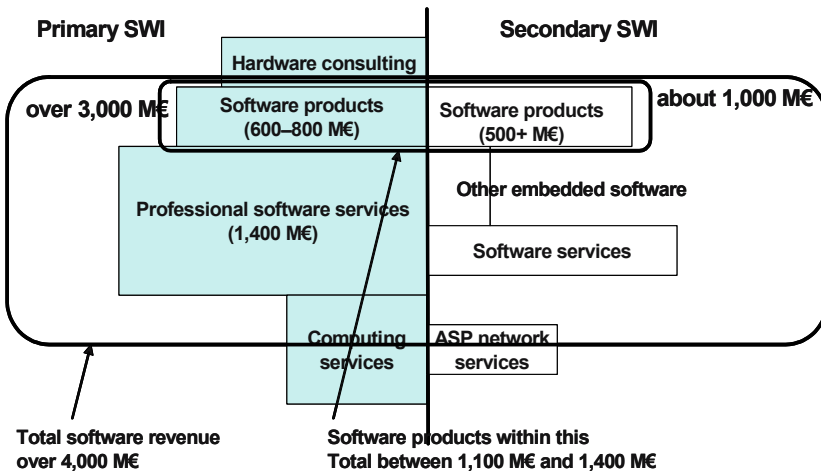 Primary SWI
Secondary SWI
Hardware consulting
over 3,000 M€
Software products
(600–800 M€)
Software products
(500+ M€)
about 1,000 M€
Professional software services
(1,400 M€)
Other embedded software
Software services
Computing
services
ASP network
services
Total software revenue
over 4,000 M€
Software products within this
Total between 1,100 M€ and 1,400 M€